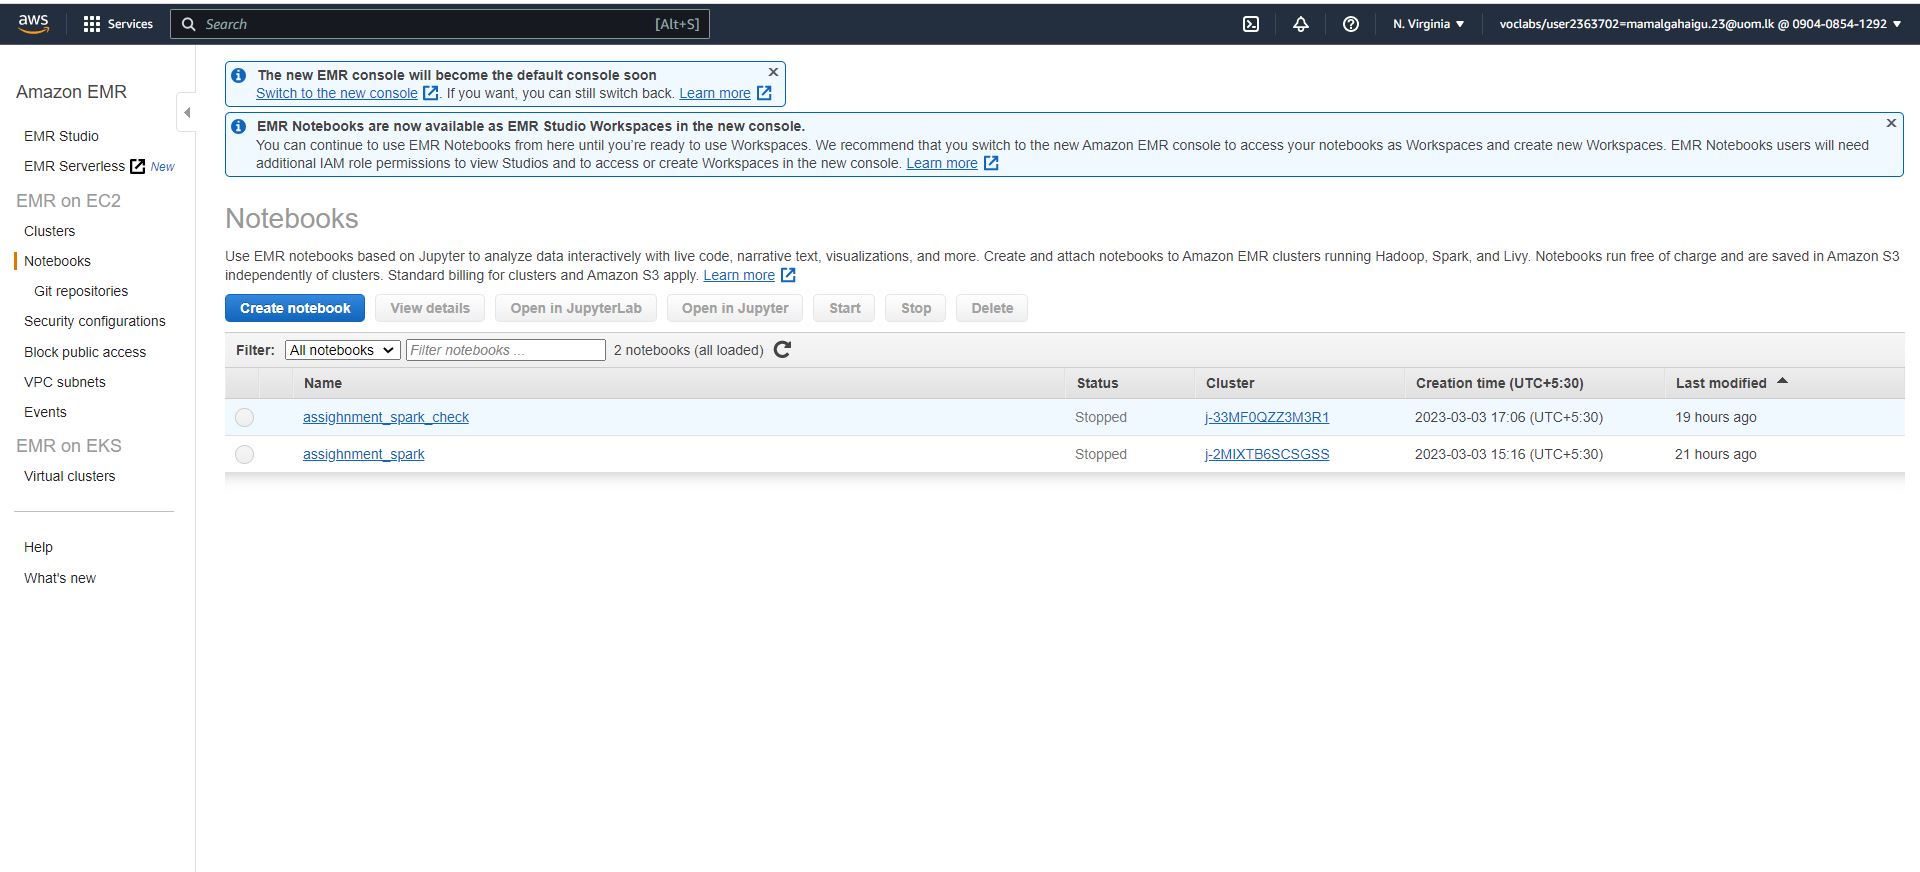 aws Services Search [Alt+S] N. Virginia voclabs/user2363702=mamalgahaigu.23@uom.lk @ 0904-0854-1292
Amazon EMR
EMR Studio
EMR Serverless New
EMR on EC2
Clusters
Notebooks
Git repositories
Security configurations
Block public access
VPC subnets
Events
EMR on EKS
Virtual clusters
Help
What's new
The new EMR console will become the default console soon
Switch to the new console . If you want, you can still switch back. Learn more
EMR Notebooks are now available as EMR Studio Workspaces in the new console.
You can continue to use EMR Notebooks from here until you're ready to use Workspaces. We recommend that you switch to the new Amazon EMR console to access your notebooks as Workspaces and create new Workspaces. EMR Notebooks users will need
additional IAM role permissions to view Studios and to access or create Workspaces in the new console. Learn more
Notebooks
Use EMR notebooks based on Jupyter to analyze data interactively with live code, narrative text, visualizations, and more. Create and attach notebooks to Amazon EMR clusters running Hadoop, Spark, and Livy. Notebooks run free of charge and are saved in Amazon S3
independently of clusters. Standard billing for clusters and Amazon S3 apply. Learn more
Create notebook View details Open in JupyterLab Open in Jupyter Start Stop Delete
Filter: All notebooks Filter notebooks ... 2 notebooks (all loaded)
Name Status Cluster Creation time (UTC+5:30) Last modified
assighnment_spark_check Stopped j-33MF0QZZ3M3R1 2023-03-03 17:06 (UTC+5:30) 19 hours ago
assighnment_spark Stopped j-2MIXTB6SCSGSS 2023-03-03 15:16 (UTC+5:30) 21 hours ago